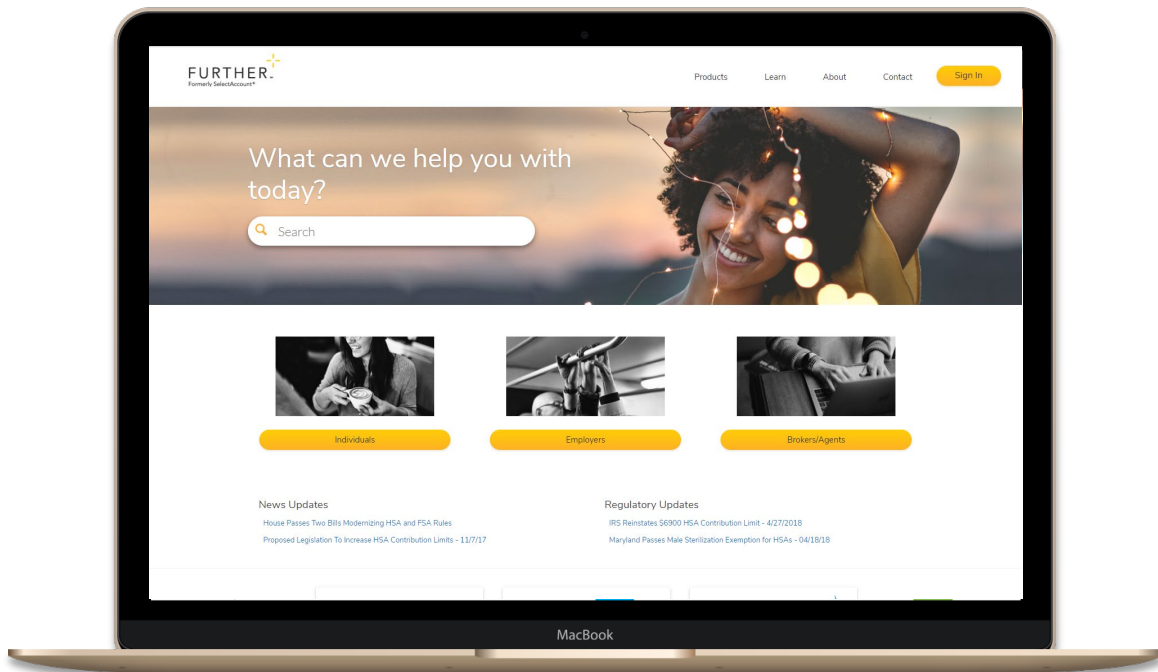 FURTHER™
Formerly SelectAccount®
Products
Learn
About
Contact
Sign In
What can we help you with
today?
Search
Individuals
Employers
Brokers/Agents
News Updates
House Passes Two Bills Modernizing HSA and FSA Rules
Proposed Legislation To Increase HSA Contribution Limits - 11/7/17
Regulatory Updates
IRS Reinstates $6900 HSA Contribution Limit - 4/27/2018
Maryland Passes Male Sterilization Exemption for HSAs - 04/18/18
MacBook